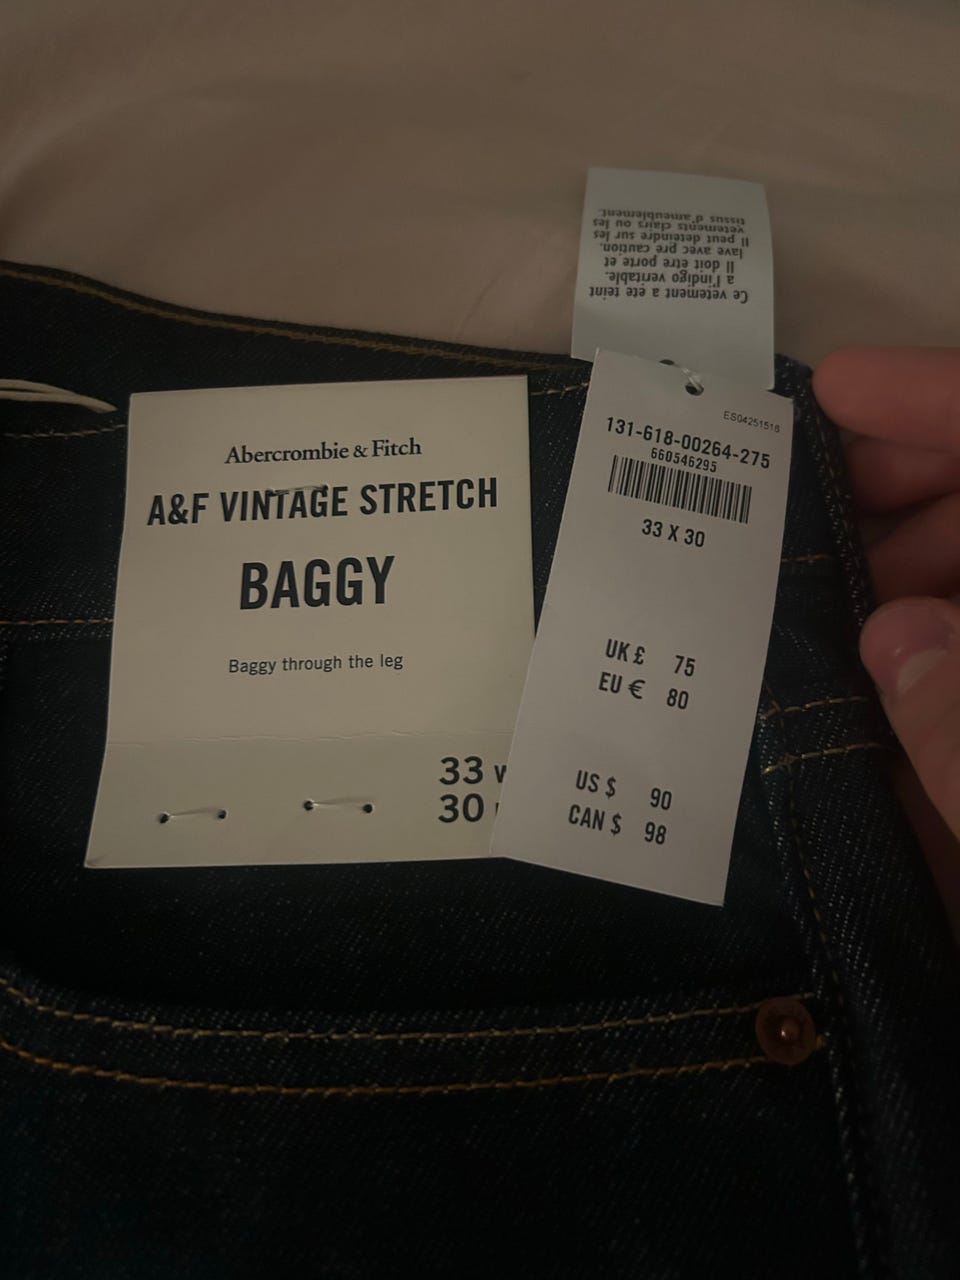 Abercrombie & Fitch
A&F VINTAGE STRETCH
BAGGY
Baggy through the leg
33
30
ES04251516
131-618-00264-275
660546295
33 X 30
UK £ 75
EU € 80
US $ 90
CAN $ 98
Ce vetement a ete teint
a l'indigo veritable.
Il doit etre porte et
lave avec pre caution.
Il peut deteindre sur les
vetements clairs ou les
tissus d'ameublement.